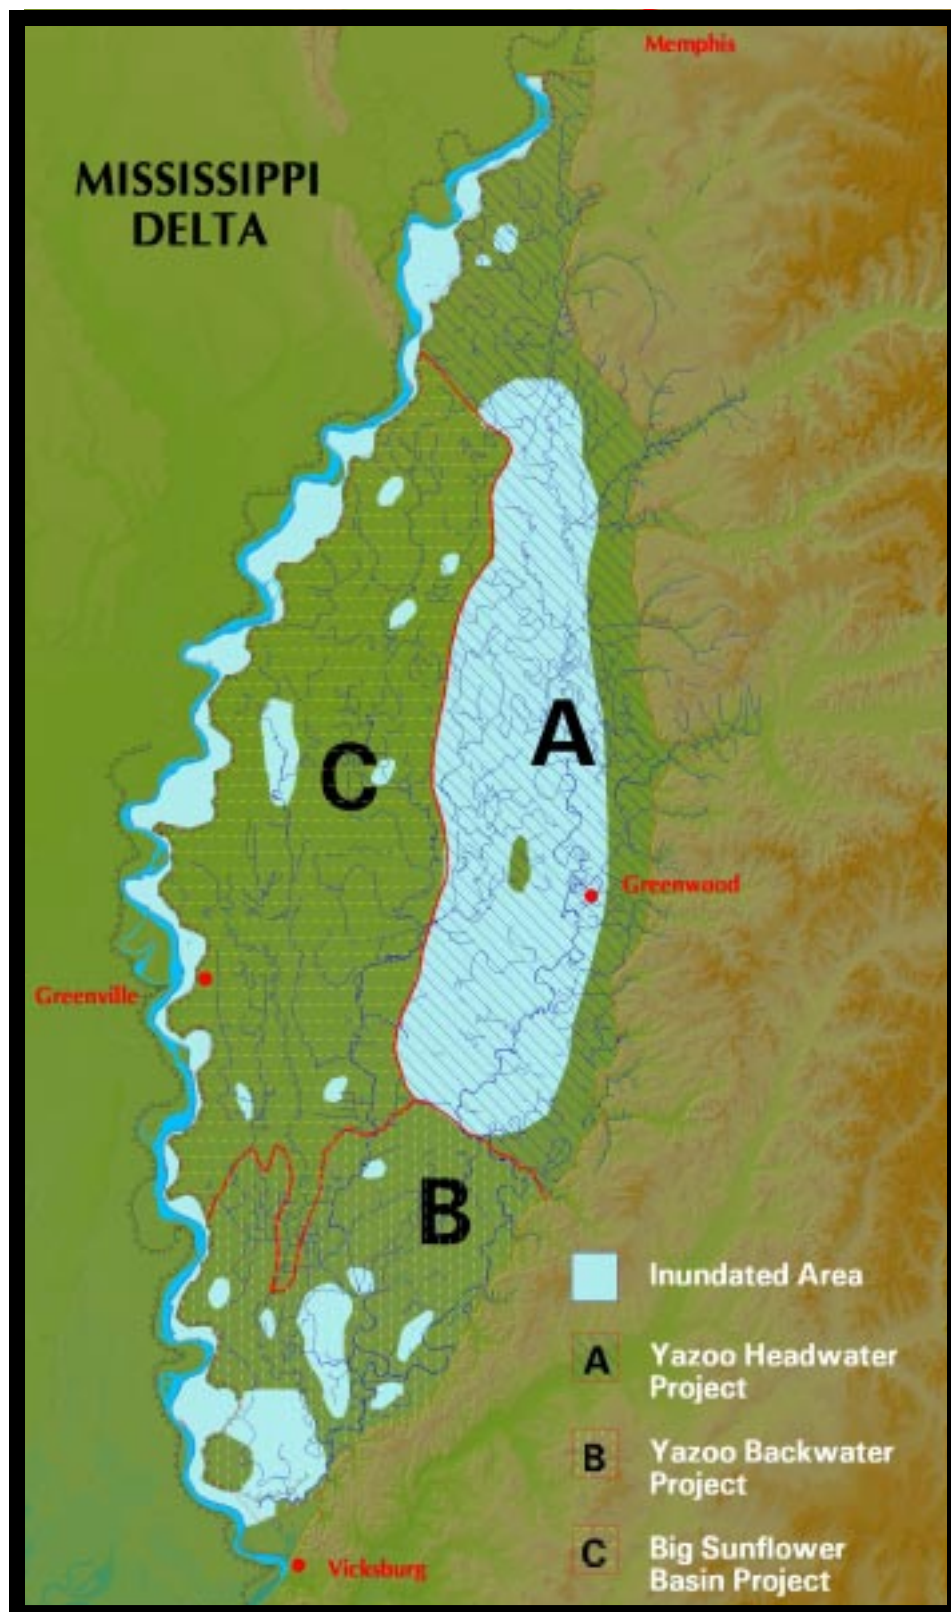 Memphis
MISSISSIPPI
DELTA
C
A
Greenwood
Greenville
B
Inundated Area
A
Yazoo Headwater
Project
B
Yazoo Backwater
Project
C
Big Sunflower
Basin Project
Vicksburg